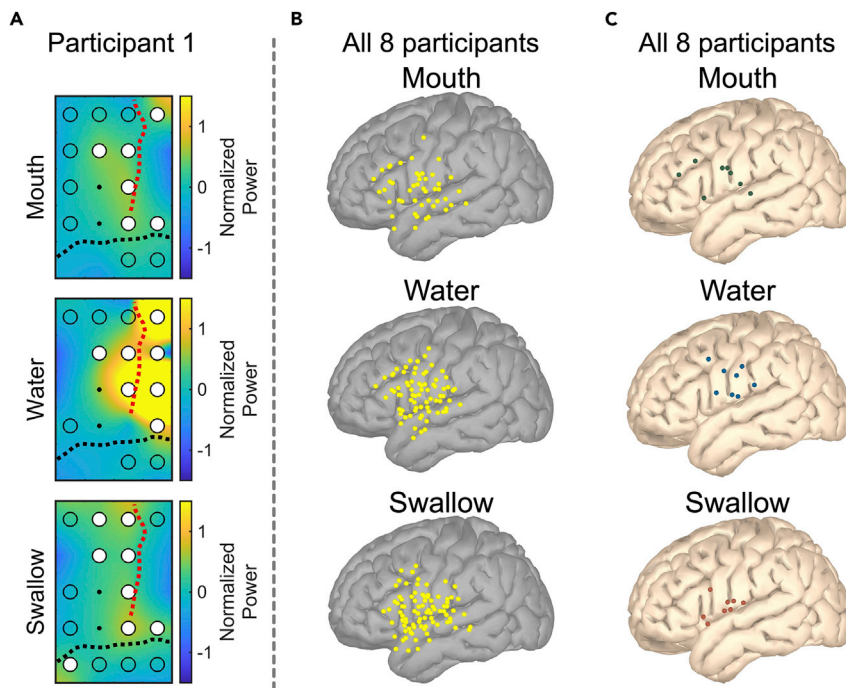 A
Participant 1
Mouth
1
0
-1
Normalized
Power
Water
1
0
-1
Normalized
Power
Swallow
1
0
-1
Normalized
Power
B
All 8 participants
Mouth
Water
Swallow
C
All 8 participants
Mouth
Water
Swallow